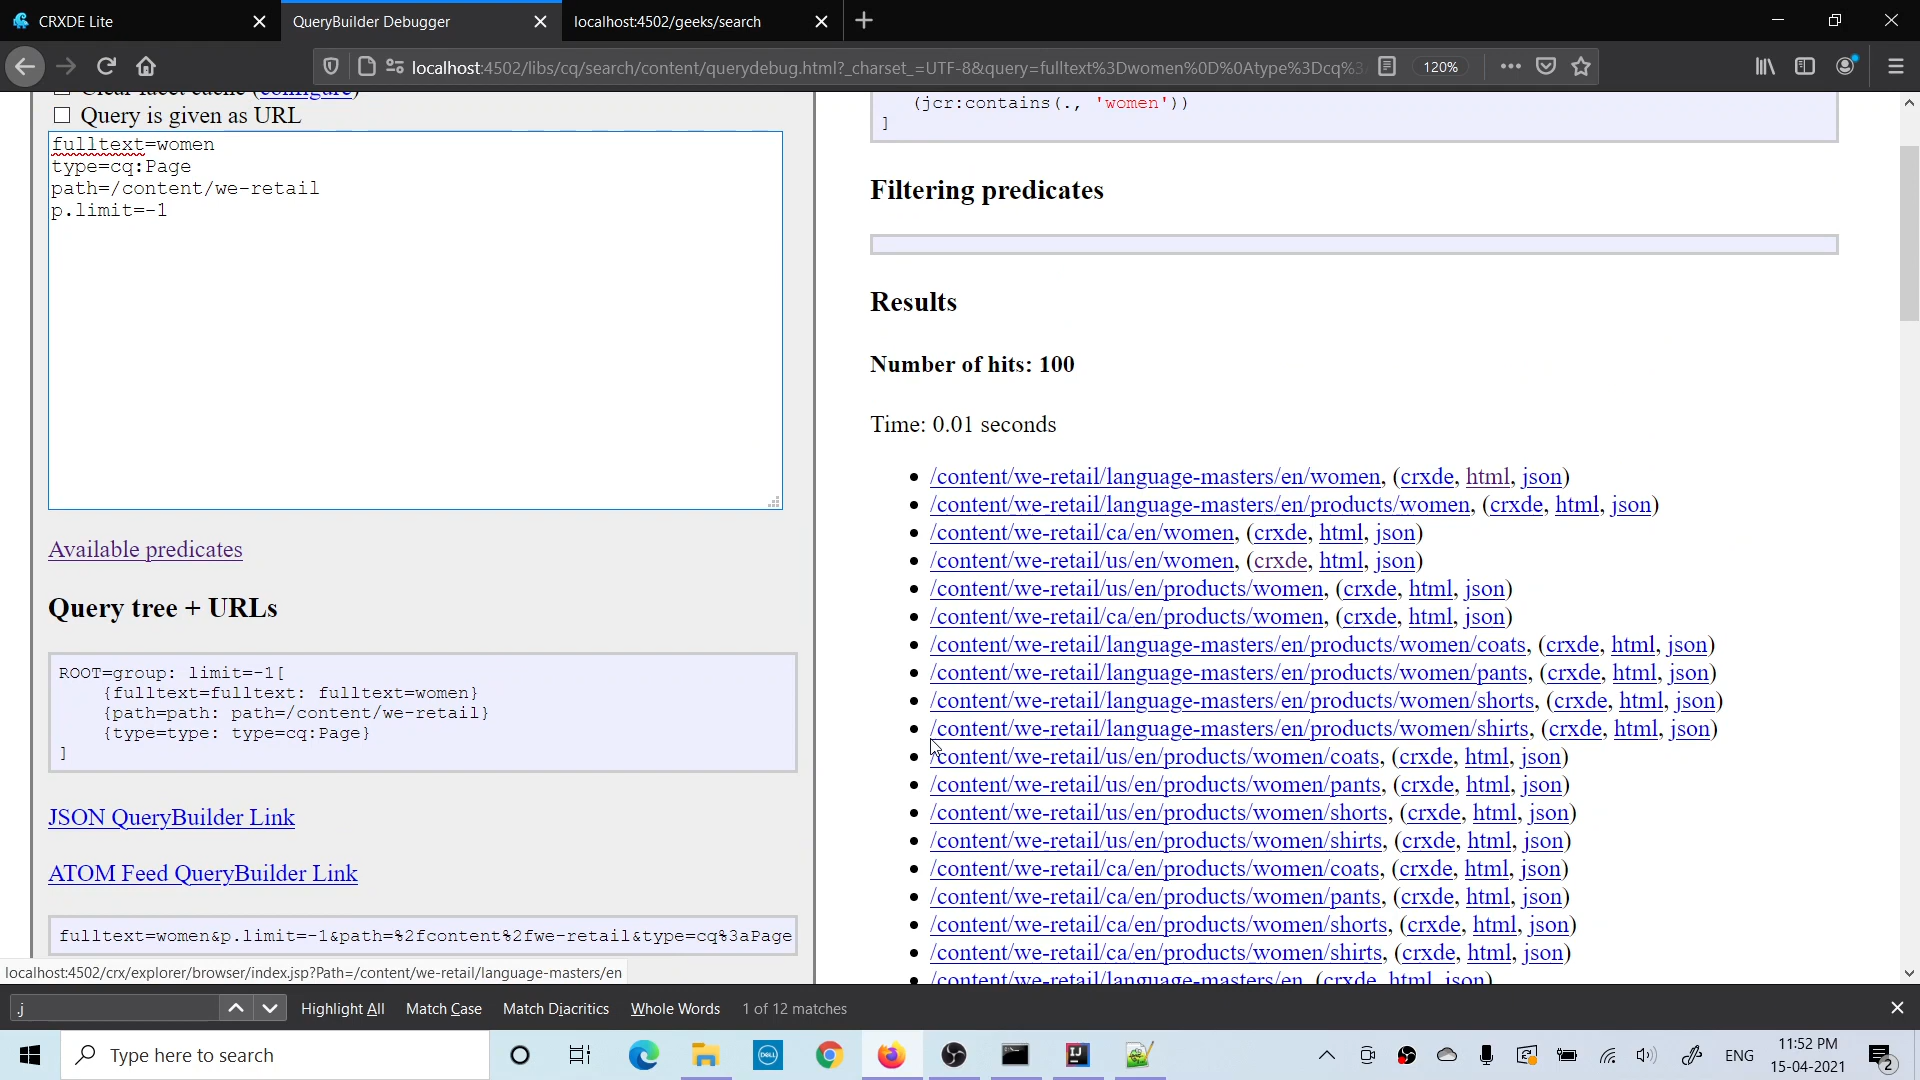 CRXDE Lite
QueryBuilder Debugger
localhost:4502/geeks/search
localhost:4502/libs/cq/search/content/querydebug.html?_charset_=UTF-8&query=fulltext%3Dwomen%0D%0Atype%3Dcq%3
120%
Clear facet cache (configure)
Query is given as URL
fulltext=women
type=cq:Page
path=/content/we-retail
p.limit=-1
Available predicates
Query tree + URLs
ROOT=group: limit=-1[
{fulltext=fulltext: fulltext=women}
{path=path: path=/content/we-retail}
{type=type: type=cq:Page}
]
JSON QueryBuilder Link
ATOM Feed QueryBuilder Link
fulltext=women&p.limit=-1&path=%2fcontent%2fwe-retail&type=cq%3aPage
localhost:4502/crx/explorer/browser/index.jsp?Path=/content/we-retail/language-masters/en
(jcr:contains(., 'women'))
]
Filtering predicates
Results
Number of hits: 100
Time: 0.01 seconds
/content/we-retail/language-masters/en/women, (crxde, html, json)
/content/we-retail/language-masters/en/products/women, (crxde, html, json)
/content/we-retail/ca/en/women, (crxde, html, json)
/content/we-retail/us/en/women, (crxde, html, json)
/content/we-retail/us/en/products/women, (crxde, html, json)
/content/we-retail/ca/en/products/women, (crxde, html, json)
/content/we-retail/language-masters/en/products/women/coats, (crxde, html, json)
/content/we-retail/language-masters/en/products/women/pants, (crxde, html, json)
/content/we-retail/language-masters/en/products/women/shorts, (crxde, html, json)
/content/we-retail/language-masters/en/products/women/shirts, (crxde, html, json)
/content/we-retail/us/en/products/women/coats, (crxde, html, json)
/content/we-retail/us/en/products/women/pants, (crxde, html, json)
/content/we-retail/us/en/products/women/shorts, (crxde, html, json)
/content/we-retail/us/en/products/women/shirts, (crxde, html, json)
/content/we-retail/ca/en/products/women/coats, (crxde, html, json)
/content/we-retail/ca/en/products/women/pants, (crxde, html, json)
/content/we-retail/ca/en/products/women/shorts, (crxde, html, json)
/content/we-retail/ca/en/products/women/shirts, (crxde, html, json)
/content/we-retail/language-masters/en, (crxde, html, json)
.j
Highlight All
Match Case
Match Diacritics
Whole Words
1 of 12 matches
Type here to search
DELL
IJ
ENG
11:52 PM
15-04-2021
2